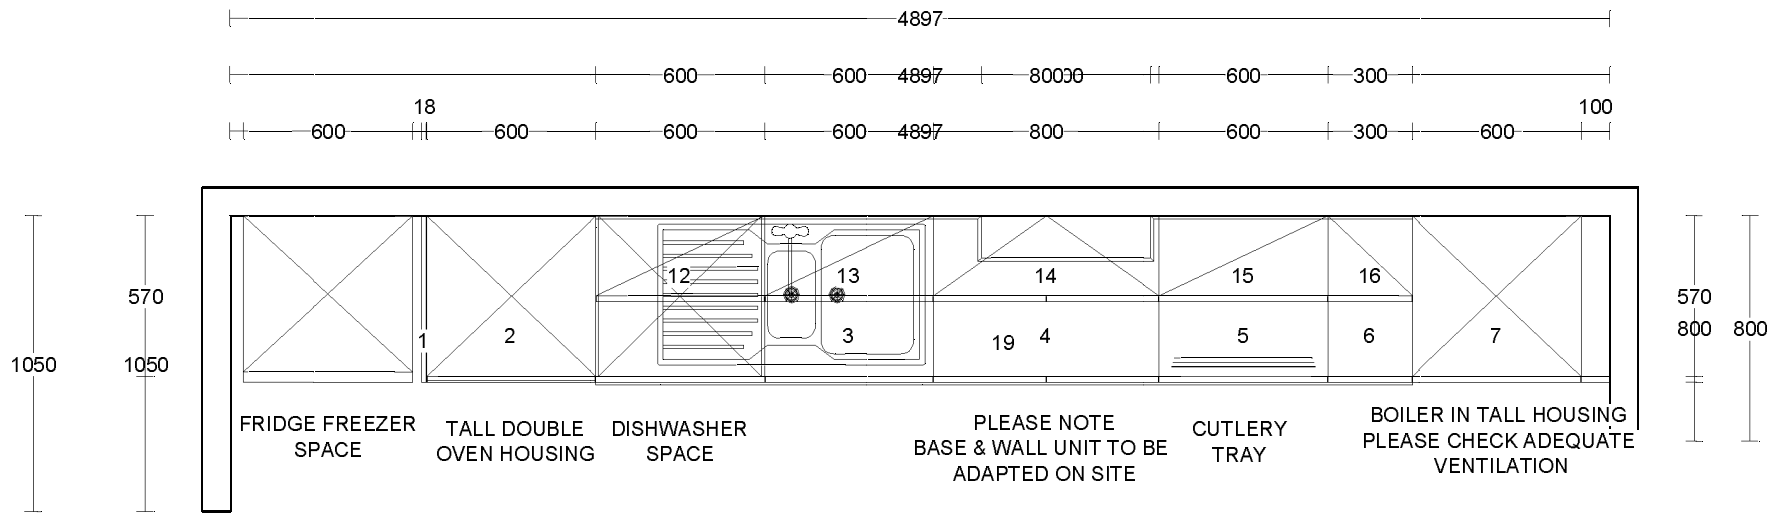 4897
600 600 4897 80000 600 300
18 100
600 600 600 600 4897 800 600 300 600
12 13 14 15 16
570 570
1 2 3 19 4 5 6 7
800 800
1050 1050
FRIDGE FREEZER
SPACE
TALL DOUBLE
OVEN HOUSING
DISHWASHER
SPACE
PLEASE NOTE
BASE & WALL UNIT TO BE
ADAPTED ON SITE
CUTLERY
TRAY
BOILER IN TALL HOUSING
PLEASE CHECK ADEQUATE
VENTILATION